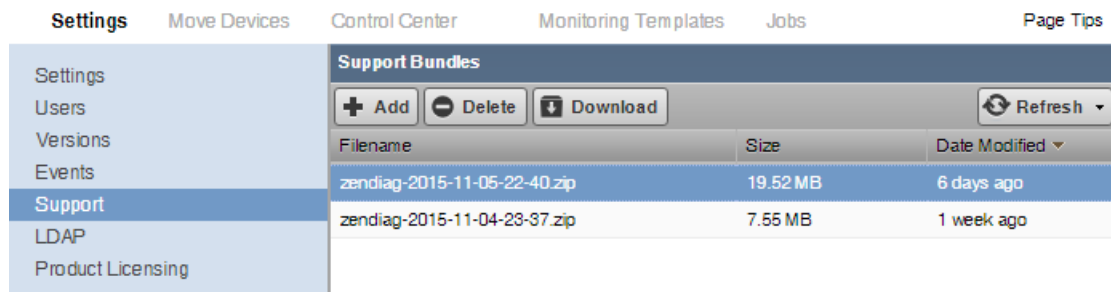 Settings Move Devices Control Center Monitoring Templates Jobs Page Tips
Settings
Users
Versions
Events
Support
LDAP
Product Licensing
Support Bundles
Add Delete Download Refresh
Filename Size Date Modified
zendiag-2015-11-05-22-40.zip 19.52 MB 6 days ago
zendiag-2015-11-04-23-37.zip 7.55 MB 1 week ago